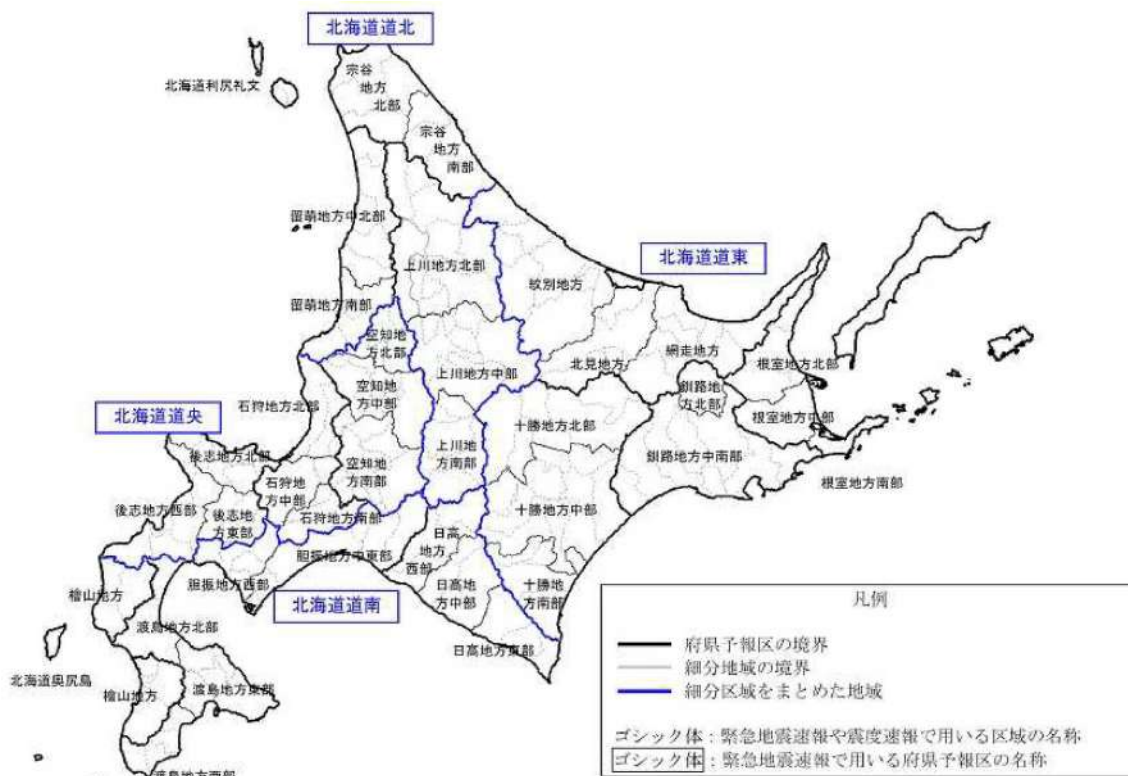 北海道道北
宗谷
地方
北部
北海道利尻礼文
宗谷
地方
南部
留萌地方中北部
北海道道東
上川地方北部
紋別地方
留萌地方南部
空知地
方北部
網走地方
北見地方
根室地方北部
上川地方中部
空知地
方中部
釧路地
方北部
石狩地方北部
北海道道央
根室地方中部
十勝地方北部
上川地
方南部
後志地方北部
空知地
方南部
釧路地方中南部
石狩地
方中部
根室地方南部
後志地方西部
後志地
方東部
石狩地方南部
十勝地方中部
日高
地方
西部
胆振地方中東部
胆振地方西部
日高地
方中部
十勝地
方南部
檜山地方
北海道道南
渡島地方北部
日高地方東部
北海道奥尻島
檜山地方
渡島地方東部
渡島地方西部
凡例
府県予報区の境界
細分地域の境界
細分区域をまとめた地域
ゴシック体：緊急地震速報や震度速報で用いる区域の名称
ゴシック体：緊急地震速報で用いる府県予報区の名称